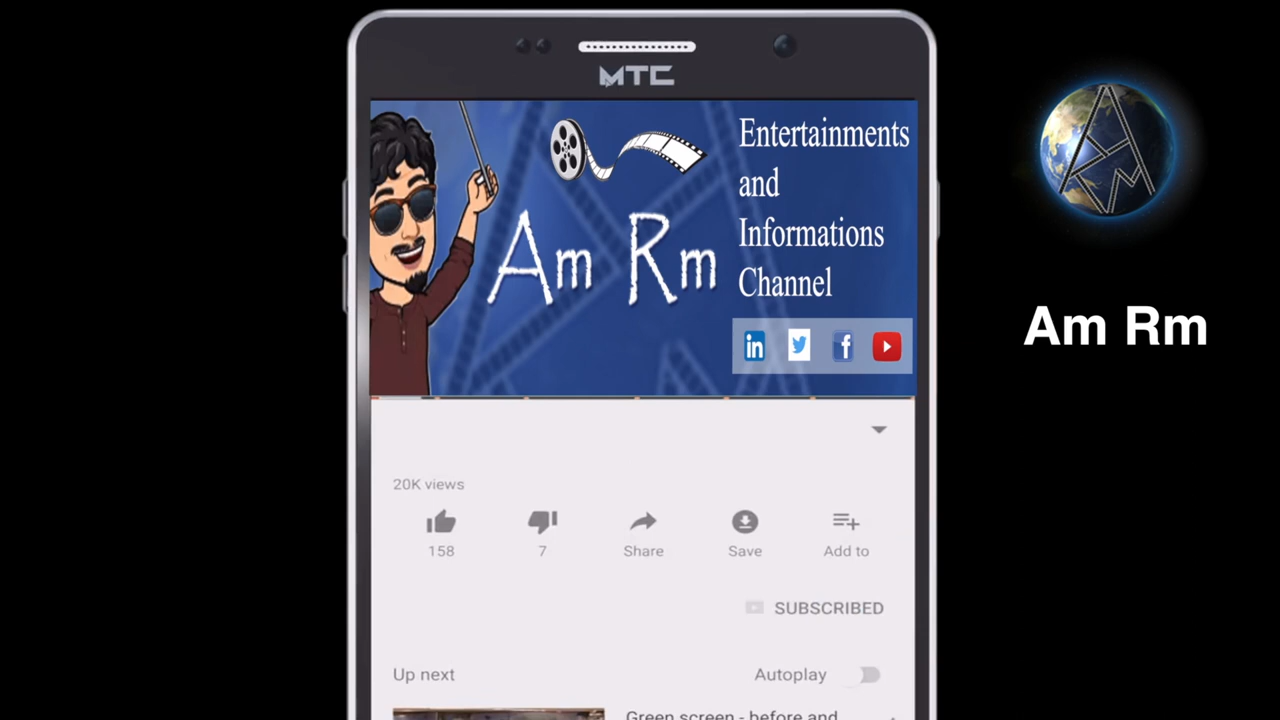 MTC
Entertainments
and
Informations
Channel
Am Rm
in
f
Am Rm
20K views
158
7
Share
Save
Add to
SUBSCRIBED
Up next
Autoplay
Green screen - before and